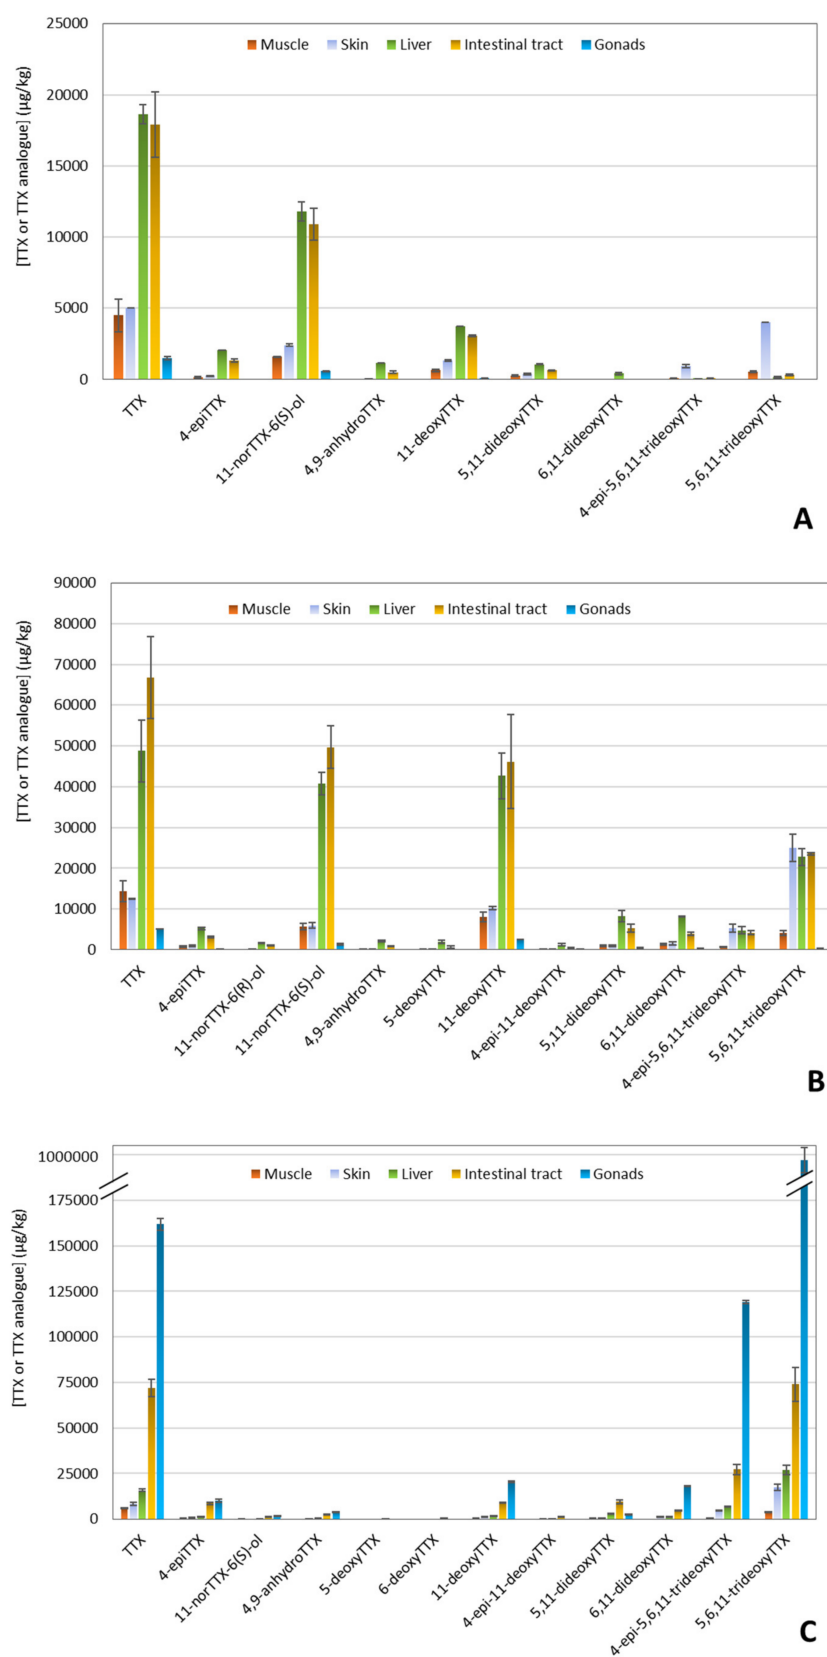 25000
Muscle Skin Liver Intestinal tract Gonads
20000
15000
10000
5000
0
[TTX or TTX analogue] (µg/kg)
TTX
4-epiTTX
11-norTTX-6(S)-ol
4,9-anhydroTTX
11-deoxyTTX
5,11-dideoxyTTX
6,11-dideoxyTTX
4-epi-5,6,11-trideoxyTTX
5,6,11-trideoxyTTX
A
90000
Muscle Skin Liver Intestinal tract Gonads
80000
70000
60000
50000
40000
30000
20000
10000
0
[TTX or TTX analogue] (µg/kg)
TTX
4-epiTTX
11-norTTX-6(R)-ol
11-norTTX-6(S)-ol
4,9-anhydroTTX
5-deoxyTTX
11-deoxyTTX
4-epi-11-deoxyTTX
5,11-dideoxyTTX
6,11-dideoxyTTX
4-epi-5,6,11-trideoxyTTX
5,6,11-trideoxyTTX
B
1000000
Muscle Skin Liver Intestinal tract Gonads
175000
150000
125000
100000
75000
50000
25000
0
[TTX or TTX analogue] (µg/kg)
TTX
4-epiTTX
11-norTTX-6(S)-ol
4,9-anhydroTTX
5-deoxyTTX
6-deoxyTTX
11-deoxyTTX
4-epi-11-deoxyTTX
5,11-dideoxyTTX
6,11-dideoxyTTX
4-epi-5,6,11-trideoxyTTX
5,6,11-trideoxyTTX
C